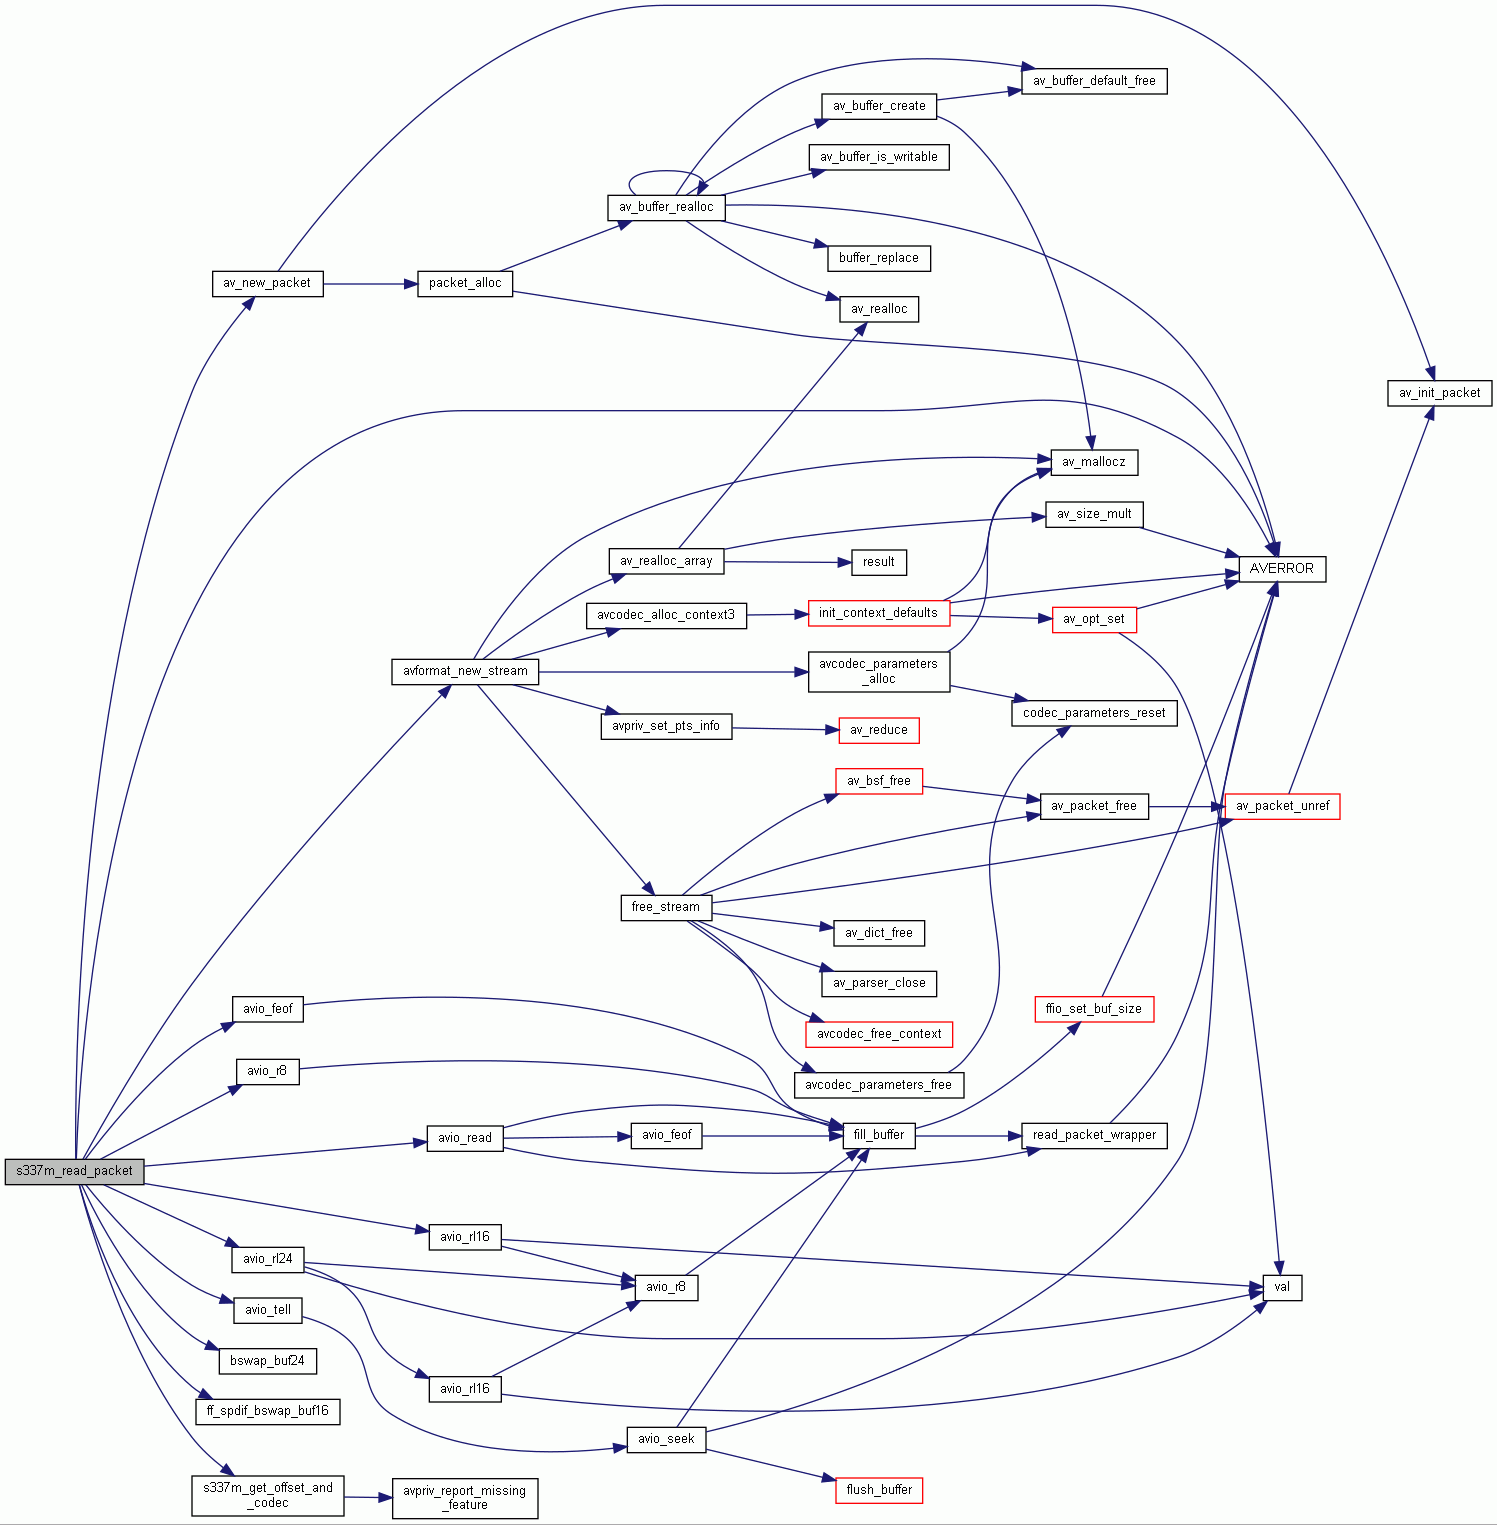 av_buffer_default_free
av_buffer_create
av_buffer_is_writable
av_buffer_realloc
buffer_replace
av_new_packet
packet_alloc
av_realloc
av_init_packet
av_mallocz
av_size_mult
av_realloc_array
result
AVERROR
avcodec_alloc_context3
init_context_defaults
av_opt_set
avformat_new_stream
avcodec_parameters
_alloc
codec_parameters_reset
avpriv_set_pts_info
av_reduce
av_bsf_free
av_packet_free
av_packet_unref
free_stream
av_dict_free
av_parser_close
avio_feof
ffio_set_buf_size
avcodec_free_context
avio_r8
avcodec_parameters_free
avio_read
avio_feof
fill_buffer
read_packet_wrapper
s337m_read_packet
avio_rl16
avio_rl24
avio_r8
val
avio_tell
bswap_buf24
avio_rl16
ff_spdif_bswap_buf16
avio_seek
s337m_get_offset_and
_codec
avpriv_report_missing
_feature
flush_buffer